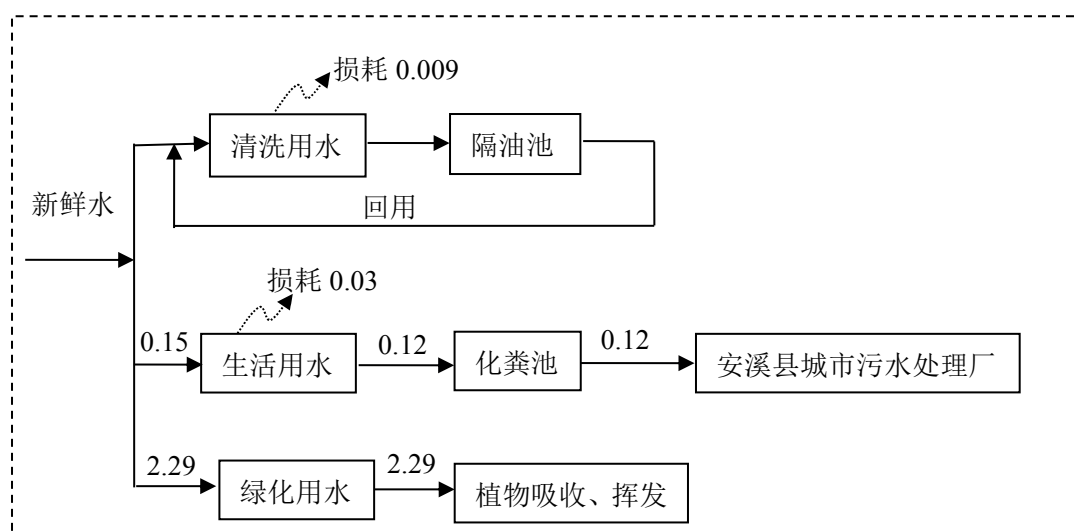 损耗 0.009
清洗用水
隔油池
新鲜水
回用
损耗 0.03
0.15
生活用水
0.12
化粪池
0.12
安溪县城市污水处理厂
2.29
绿化用水
2.29
植物吸收、挥发